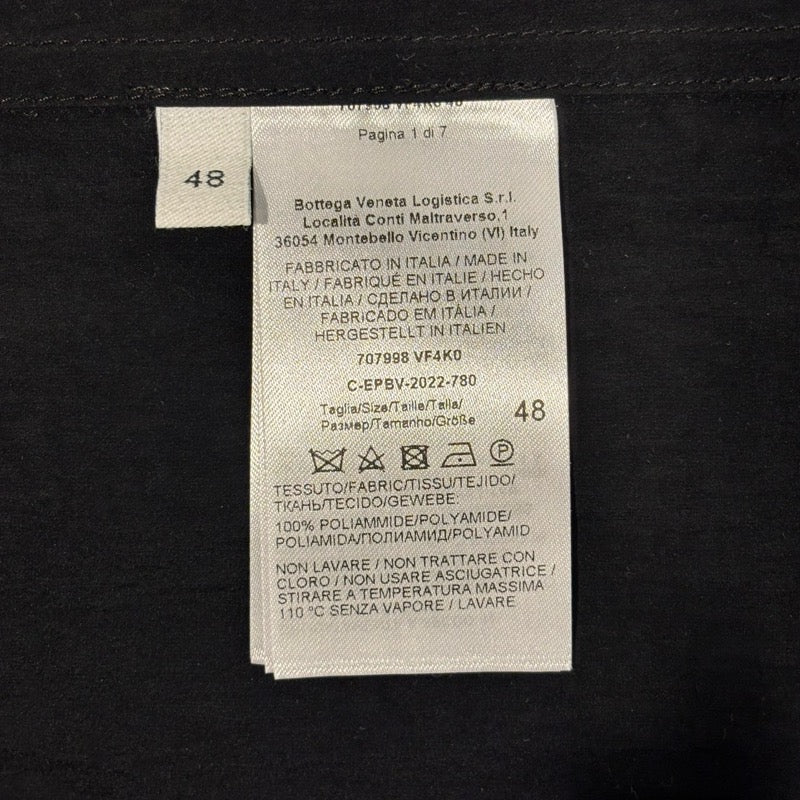 707998 VF4K0 48
Pagina 1 di 7
48
Bottega Veneta Logistica S.r.l.
Località Conti Maltraverso,1
36054 Montebello Vicentino (VI) Italy
FABBRICATO IN ITALIA / MADE IN
ITALY / FABRIQUÉ EN ITALIE / HECHO
EN ITALIA / СДЕЛАНО В ИТАЛИИ /
FABRICADO EM ITÁLIA /
HERGESTELLT IN ITALIEN
707998 VF4K0
C-EPBV-2022-780
Taglia/Size/Taille/Talla/
Размер/Tamanho/Größe
48
TESSUTO/FABRIC/TISSU/TEJIDO/
ТКАНЬ/TECIDO/GEWEBE:
100% POLIAMMIDE/POLYAMIDE/
POLIAMIDA/ПОЛИАМИД/POLYAMID
NON LAVARE / NON TRATTARE CON
CLORO / NON USARE ASCIUGATRICE /
STIRARE A TEMPERATURA MASSIMA
110 °C SENZA VAPORE / LAVARE